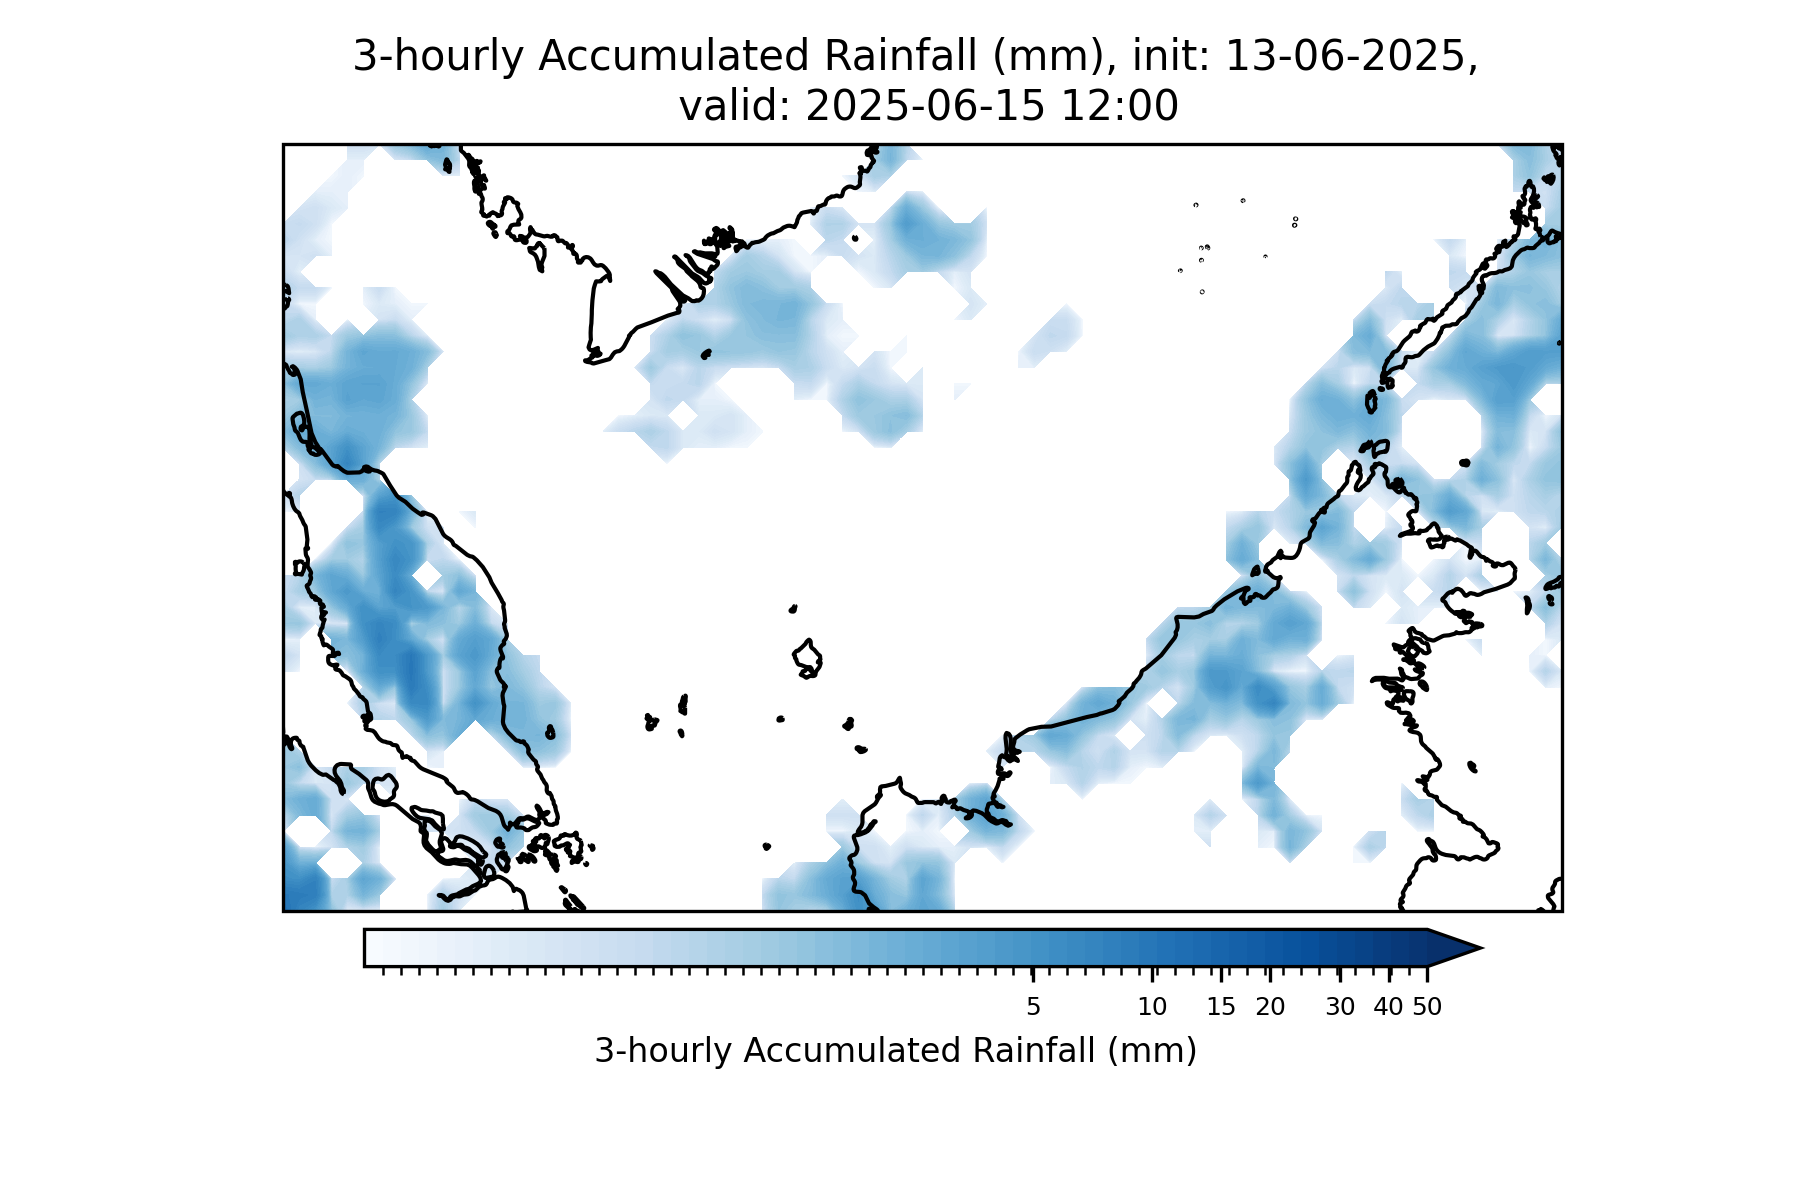 3-hourly Accumulated Rainfall (mm), init: 13-06-2025,
valid: 2025-06-15 12:00
5 10 15 20 30 40 50
3-hourly Accumulated Rainfall (mm)